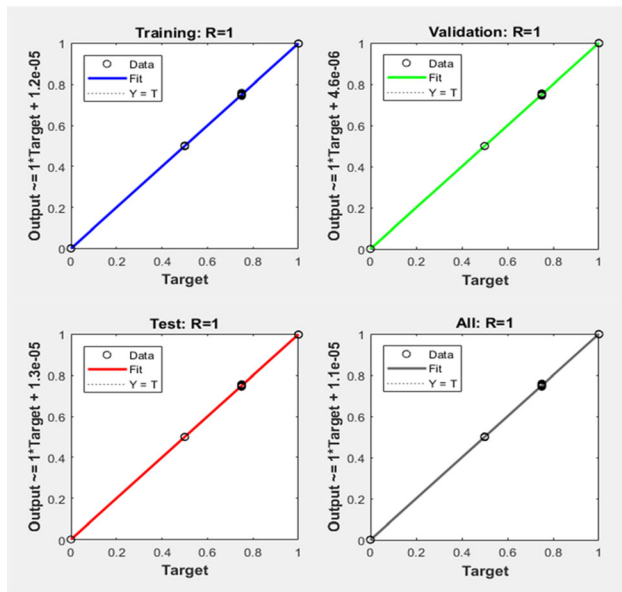 Training: R=1
Output ~= 1*Target + 1.2e-05
1
0.8
0.6
0.4
0.2
0
Data
Fit
Y = T
0 0.2 0.4 0.6 0.8 1
Target
Validation: R=1
Output ~= 1*Target + 4.6e-06
1
0.8
0.6
0.4
0.2
0
Data
Fit
Y = T
0 0.2 0.4 0.6 0.8 1
Target
Test: R=1
Output ~= 1*Target + 1.3e-05
1
0.8
0.6
0.4
0.2
0
Data
Fit
Y = T
0 0.2 0.4 0.6 0.8 1
Target
All: R=1
Output ~= 1*Target + 1.1e-05
1
0.8
0.6
0.4
0.2
0
Data
Fit
Y = T
0 0.2 0.4 0.6 0.8 1
Target